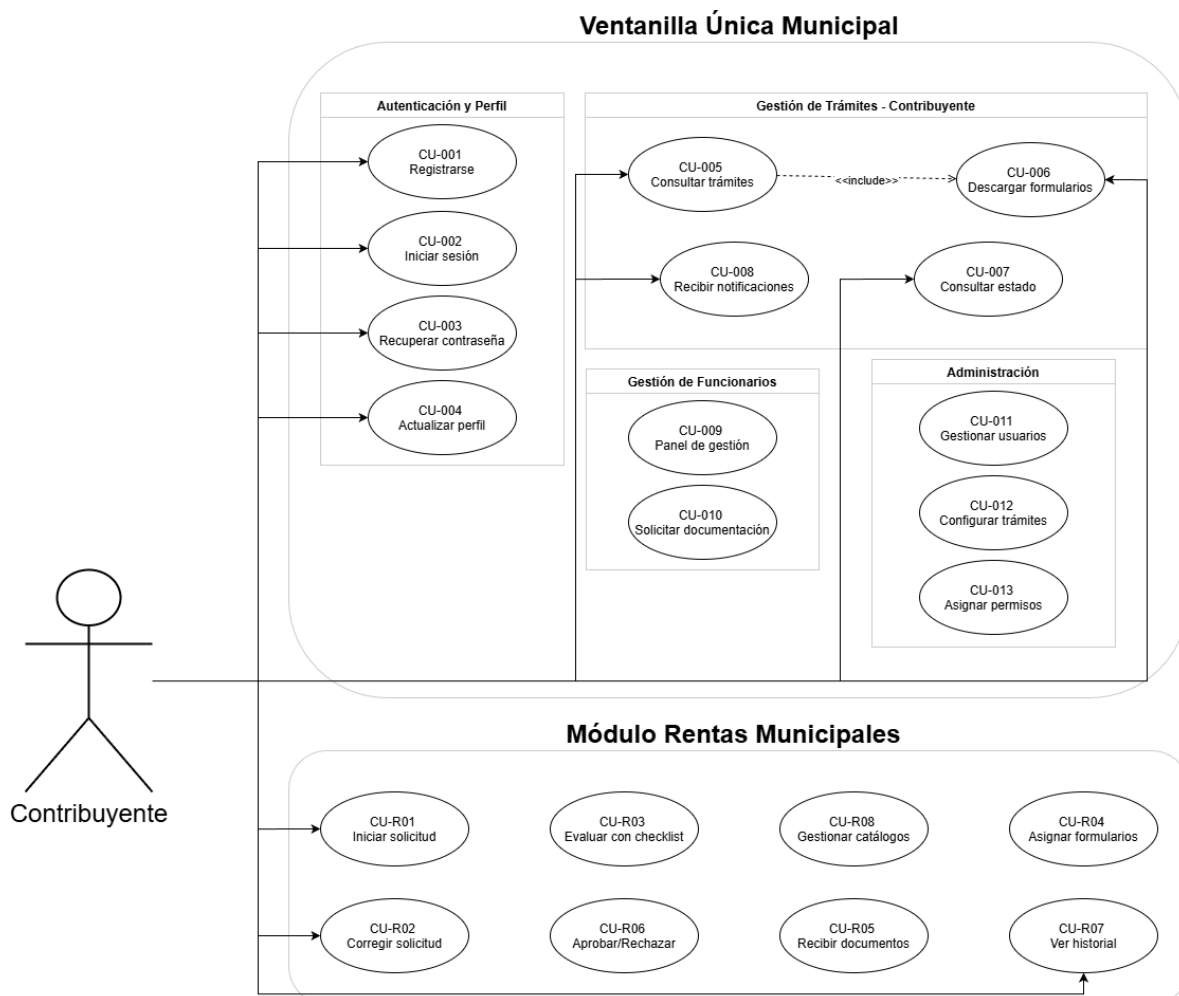 Ventanilla Única Municipal
Autenticación y Perfil
CU-001
Registrarse
CU-002
Iniciar sesión
CU-003
Recuperar contraseña
CU-004
Actualizar perfil
Gestión de Trámites - Contribuyente
CU-005
Consultar trámites
<<include>>
CU-006
Descargar formularios
CU-008
Recibir notificaciones
CU-007
Consultar estado
Gestión de Funcionarios
CU-009
Panel de gestión
CU-010
Solicitar documentación
Administración
CU-011
Gestionar usuarios
CU-012
Configurar trámites
CU-013
Asignar permisos
Contribuyente
Módulo Rentas Municipales
CU-R01
Iniciar solicitud
CU-R03
Evaluar con checklist
CU-R08
Gestionar catálogos
CU-R04
Asignar formularios
CU-R02
Corregir solicitud
CU-R06
Aprobar/Rechazar
CU-R05
Recibir documentos
CU-R07
Ver historial